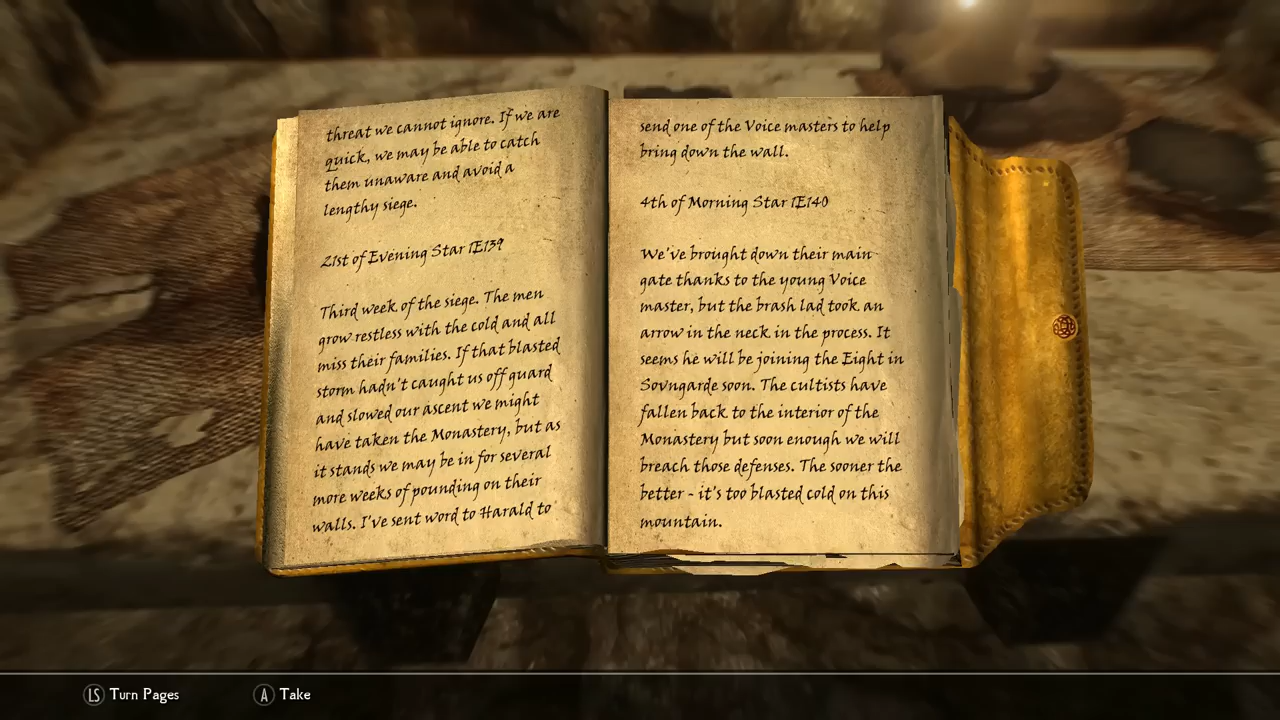 threat we cannot ignore. If we are
quick, we may be able to catch
them unaware and avoid a
lengthy siege.
21st of Evening Star 1E139
Third week of the siege. The men
grow restless with the cold and all
miss their families. If that blasted
storm hadn't caught us off guard
and slowed our ascent we might
have taken the Monastery, but as
it stands we may be in for several
more weeks of pounding on their
walls. I've sent word to Harald to
send one of the Voice masters to help
bring down the wall.
4th of Morning Star 1E140
We've brought down their main
gate thanks to the young Voice
master, but the brash lad took an
arrow in the neck in the process. It
seems he will be joining the Eight in
Sovngarde soon. The cultists have
fallen back to the interior of the
Monastery but soon enough we will
breach those defenses. The sooner the
better - it's too blasted cold on this
mountain.
LS Turn Pages
A Take